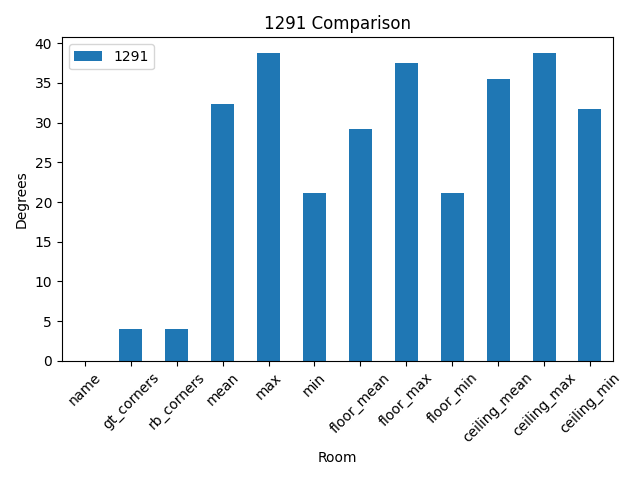 1291 Comparison
1291
Degrees
40
35
30
25
20
15
10
5
0
name
gt_corners
rb_corners
mean
max
min
floor_mean
floor_max
floor_min
ceiling_mean
ceiling_max
ceiling_min
Room